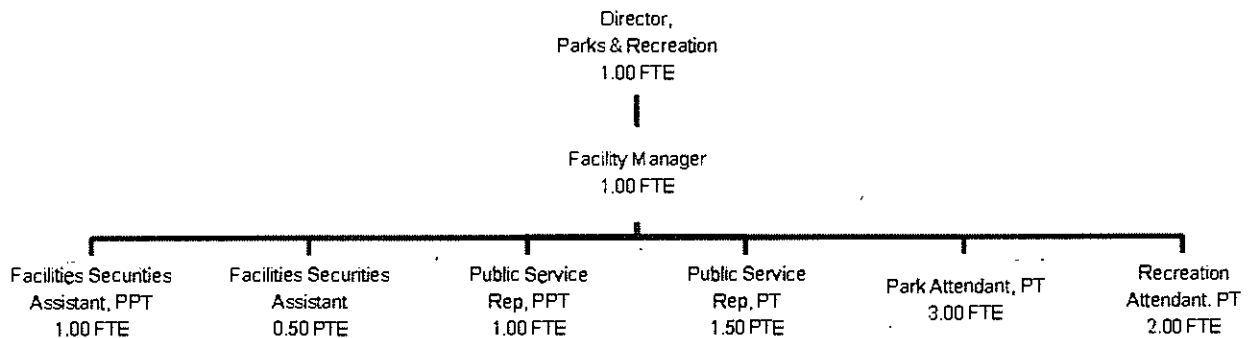 Director,
Parks & Recreation
1.00 FTE
Facility Manager
1.00 FTE
Facilities Securities
Assistant, PPT
1.00 FTE
Facilities Securities
Assistant
0.50 PTE
Public Service
Rep, PPT
1.00 FTE
Public Service
Rep, PT
1.50 PTE
Park Attendant, PT
3.00 FTE
Recreation
Attendant. PT
2.00 FTE